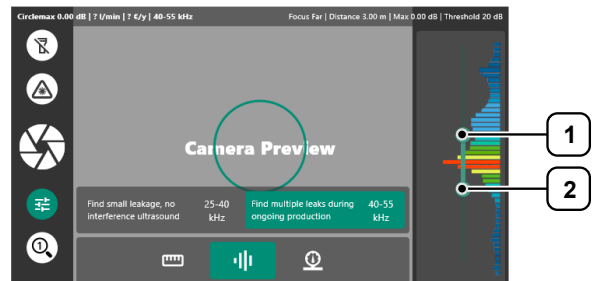 Circlemax 0.00 dB | ? l/min | ? €/y | 40-55 kHz
Focus Far | Distance 3.00 m | Max 0.00 dB | Threshold 20 dB
Camera Preview
Find small leakage, no
interference ultrasound
25-40
kHz
Find multiple leaks during
ongoing production
40-55
kHz
1
1
2